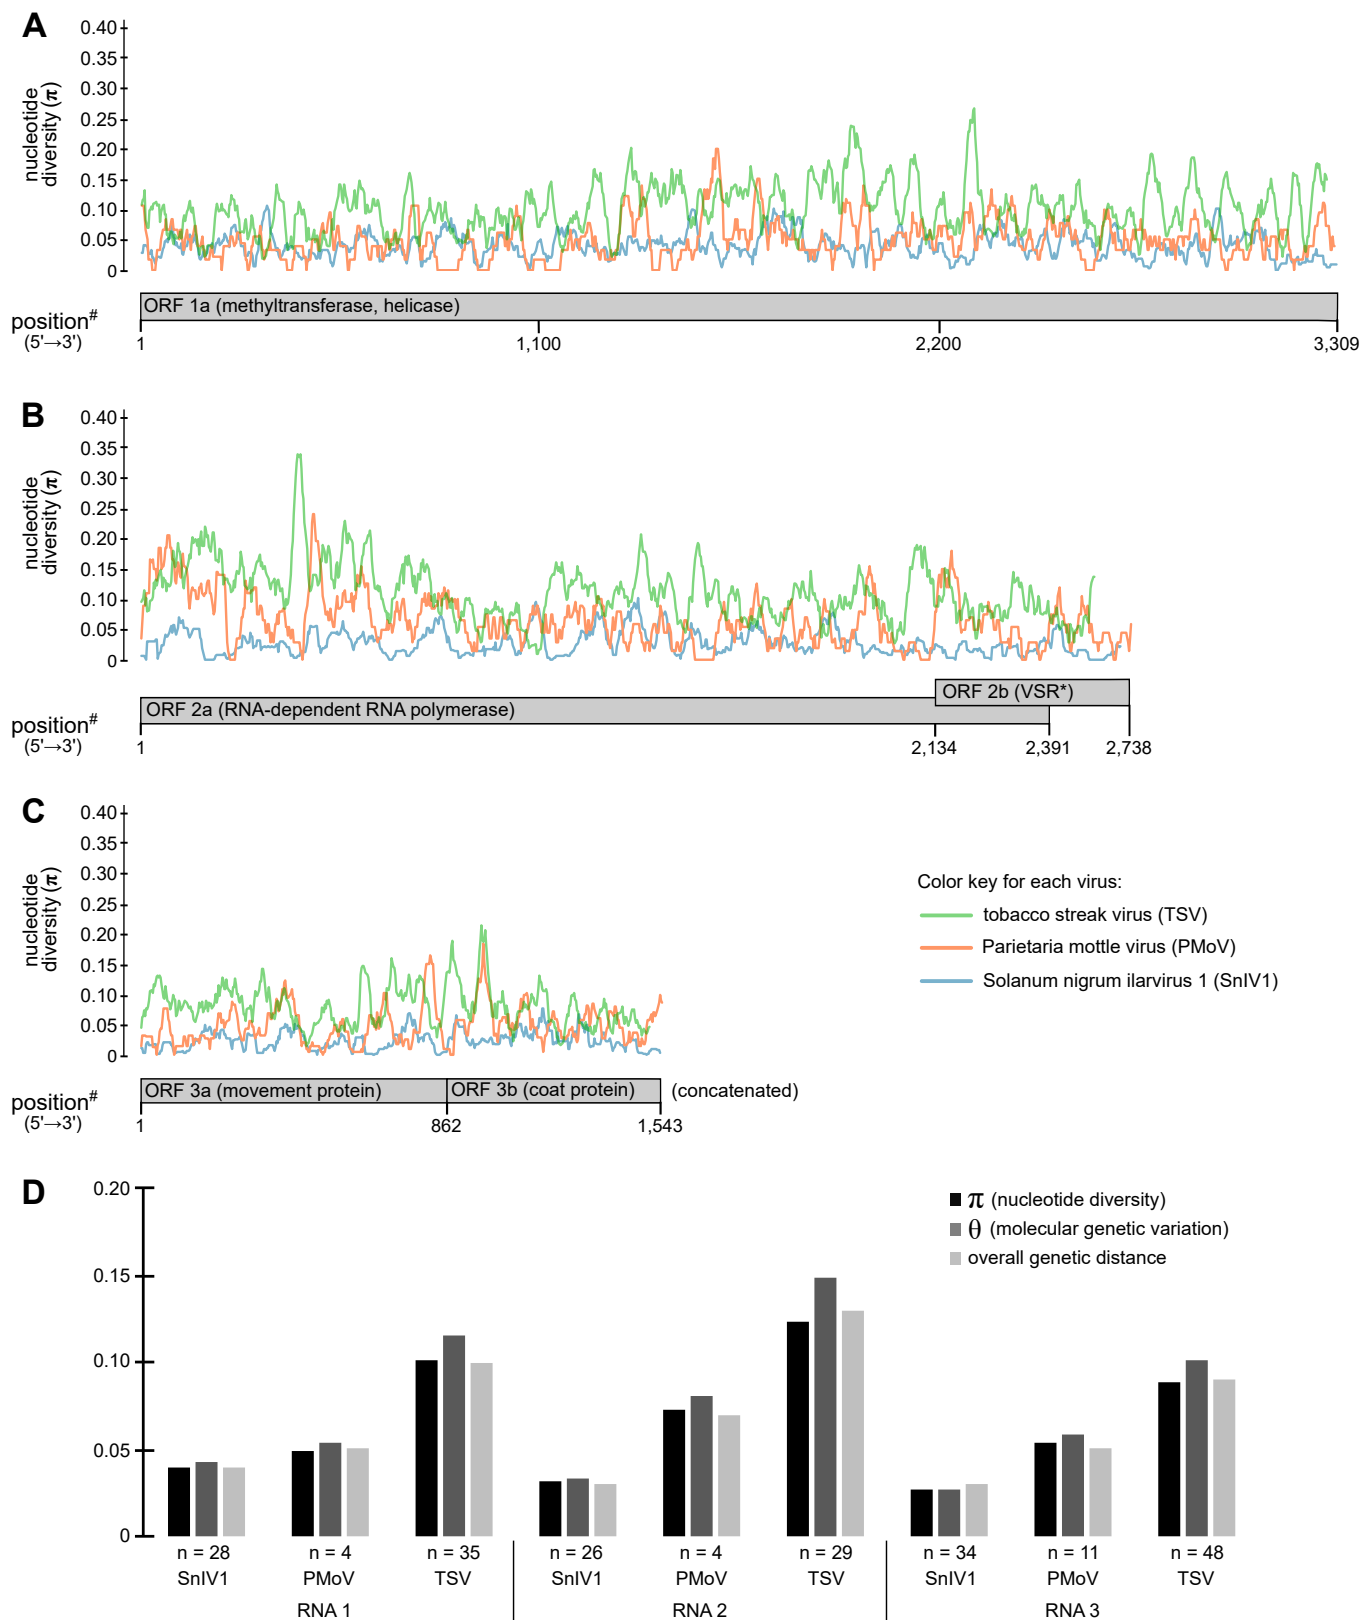 A
0.40
0.35
0.30
0.25
0.20
0.15
0.10
0.05
0
nucleotide
diversity (π)
ORF 1a (methyltransferase, helicase)
position#
(5'→3')
1
1,100
2,200
3,309
B
0.40
0.35
0.30
0.25
0.20
0.15
0.10
0.05
0
nucleotide
diversity (π)
ORF 2b (VSR*)
ORF 2a (RNA-dependent RNA polymerase)
position#
(5'→3')
1
2,134
2,391
2,738
C
0.40
0.35
0.30
0.25
0.20
0.15
0.10
0.05
0
nucleotide
diversity (π)
Color key for each virus:
tobacco streak virus (TSV)
Parietaria mottle virus (PMoV)
Solanum nigrum ilarvirus 1 (SnIV1)
ORF 3a (movement protein)
ORF 3b (coat protein)
(concatenated)
position#
(5'→3')
1
862
1,543
D
0.20
0.15
0.10
0.05
0
π (nucleotide diversity)
θ (molecular genetic variation)
overall genetic distance
n = 28
n = 4
n = 35
n = 26
n = 4
n = 29
n = 34
n = 11
n = 48
SnIV1
PMoV
TSV
SnIV1
PMoV
TSV
SnIV1
PMoV
TSV
RNA 1
RNA 2
RNA 3